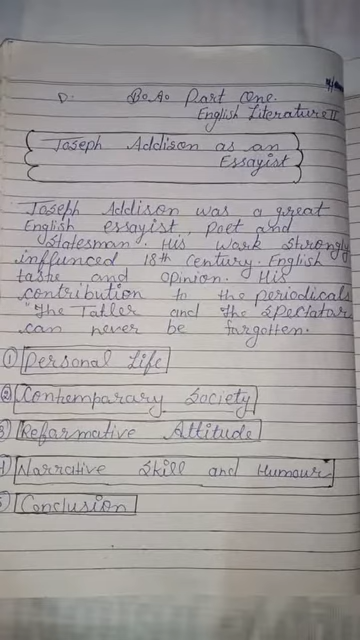 B.A. Part One.
English Literature II
Joseph Addison as an
Essayist
Joseph Addison was a great
English essayist, Poet and
Statesman. His work strongly
inffunced 18th Century. English
taste and opinion. His
contribution to the periodicals
"The Tatler and The Spectator
can never be forgotten.
① Personal Life
② Contemparary Society
③ Refarmative Attitude
④ Narrative Skill and Humour
⑤ Conclusion